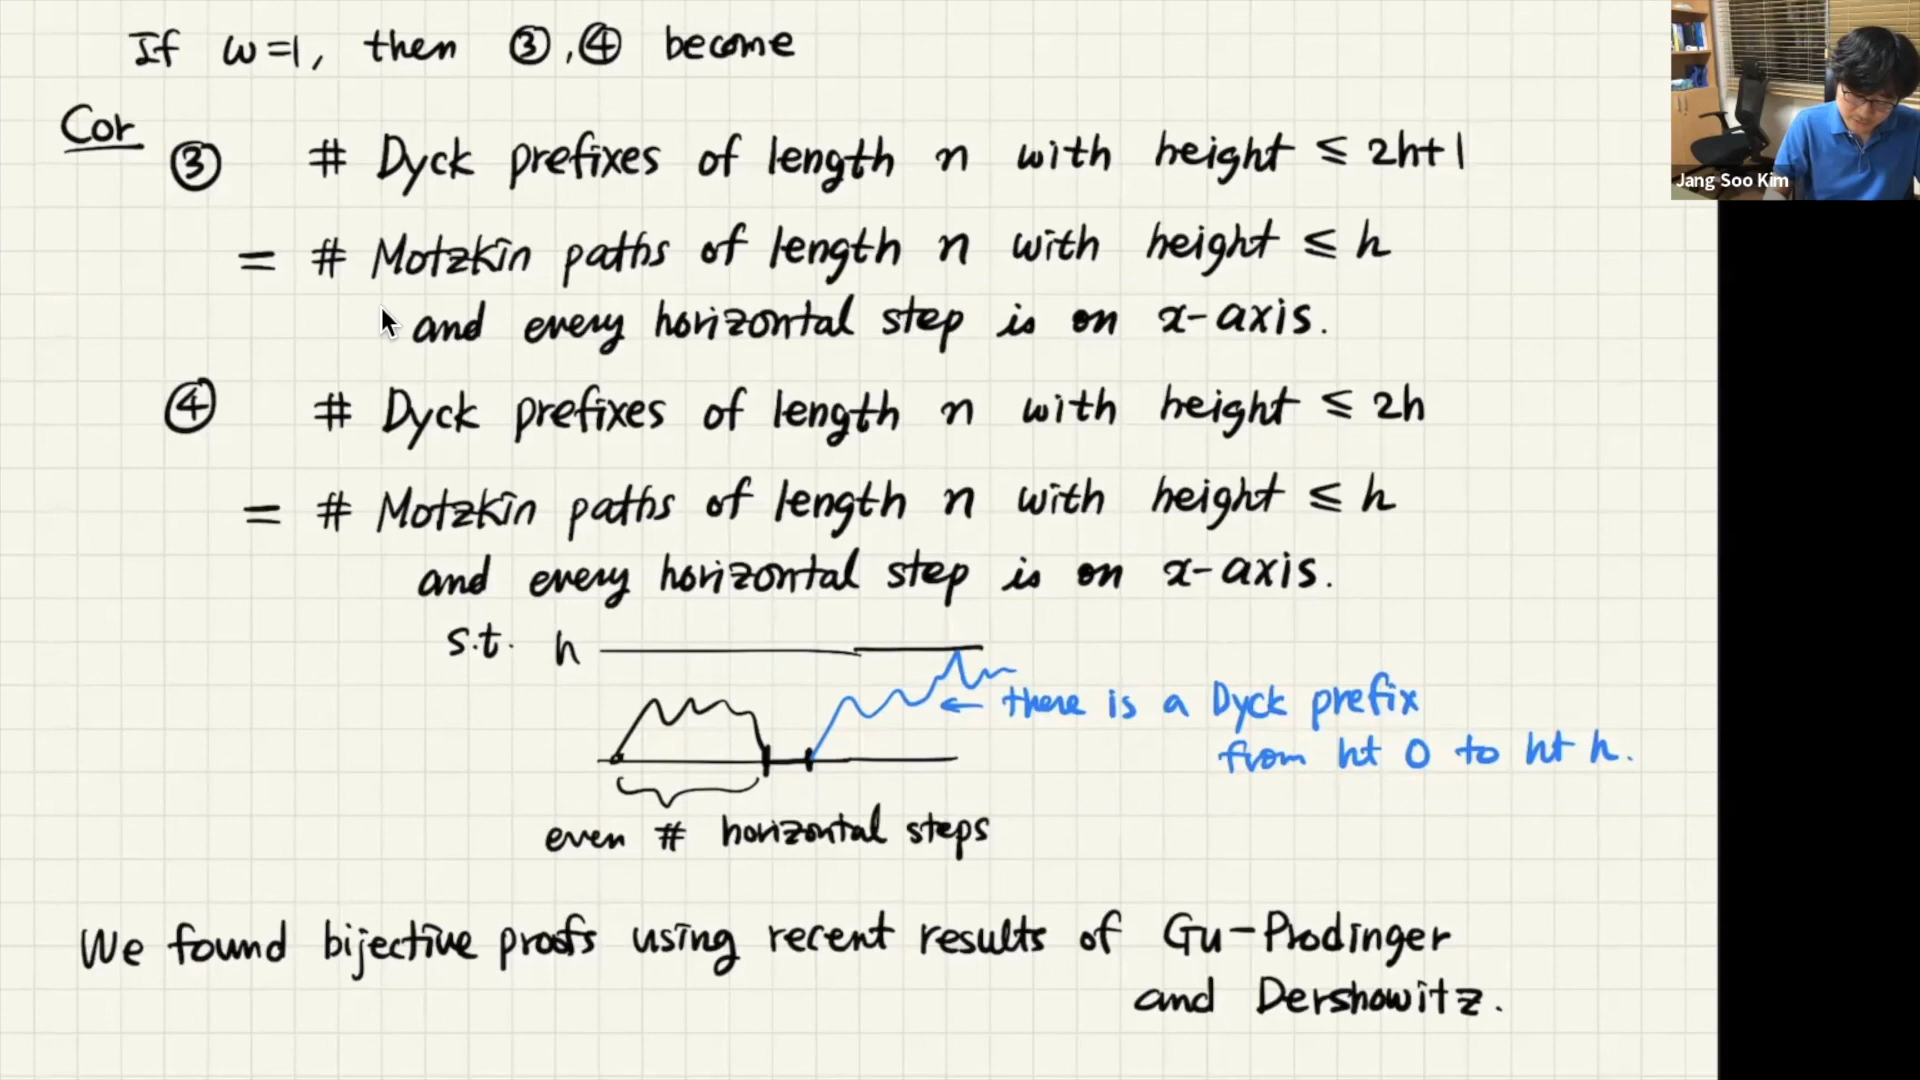 If w=1, then ③,④ become
Cor ③ # Dyck prefixes of length n with height ≤ 2h+1
= # Motzkin paths of length n with height ≤ h
and every horizontal step is on x-axis.
④ # Dyck prefixes of length n with height ≤ 2h
= # Motzkin paths of length n with height ≤ h
and every horizontal step is on x-axis.
s.t. h
← there is a Dyck prefix
from ht 0 to ht h.
even # horizontal steps
We found bijective proofs using recent results of Gu-Prodinger
and Dershowitz.
Jang Soo Kim